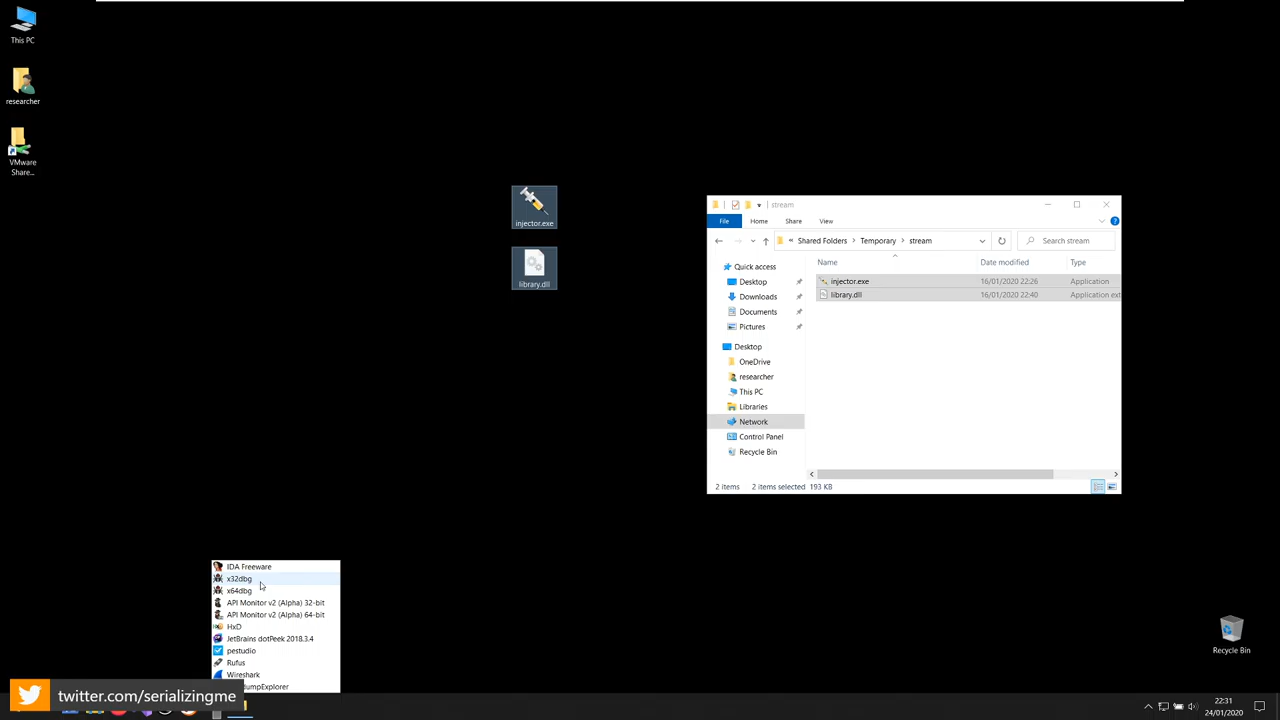 This PC
researcher
VMware
Share...
injector.exe
library.dll
stream
File
Home
Share
View
« Shared Folders > Temporary > stream
Search stream
Name
Date modified
Type
injector.exe
16/01/2020 22:26
Application
library.dll
16/01/2020 22:40
Application ext
Quick access
Desktop
Downloads
Documents
Pictures
Desktop
OneDrive
researcher
This PC
Libraries
Network
Control Panel
Recycle Bin
2 items
2 items selected
193 KB
IDA Freeware
x32dbg
x64dbg
API Monitor v2 (Alpha) 32-bit
API Monitor v2 (Alpha) 64-bit
HxD
JetBrains dotPeek 2018.3.4
pestudio
Rufus
Wireshark
dumpExplorer
twitter.com/serializingme
Recycle Bin
22:31
24/01/2020